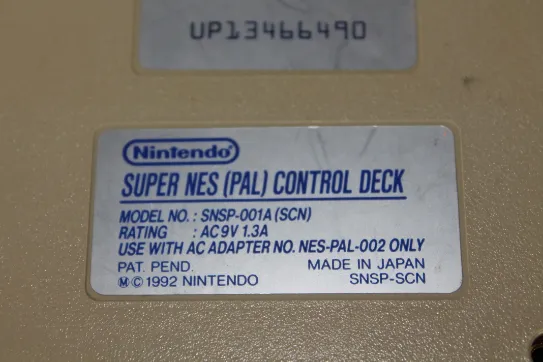 UP13466490
Nintendo
SUPER NES (PAL) CONTROL DECK
MODEL NO. : SNSP-001A (SCN)
RATING : AC 9V 1.3A
USE WITH AC ADAPTER NO. NES-PAL-002 ONLY
PAT. PEND. MADE IN JAPAN
Ⓜ©1992 NINTENDO SNSP-SCN